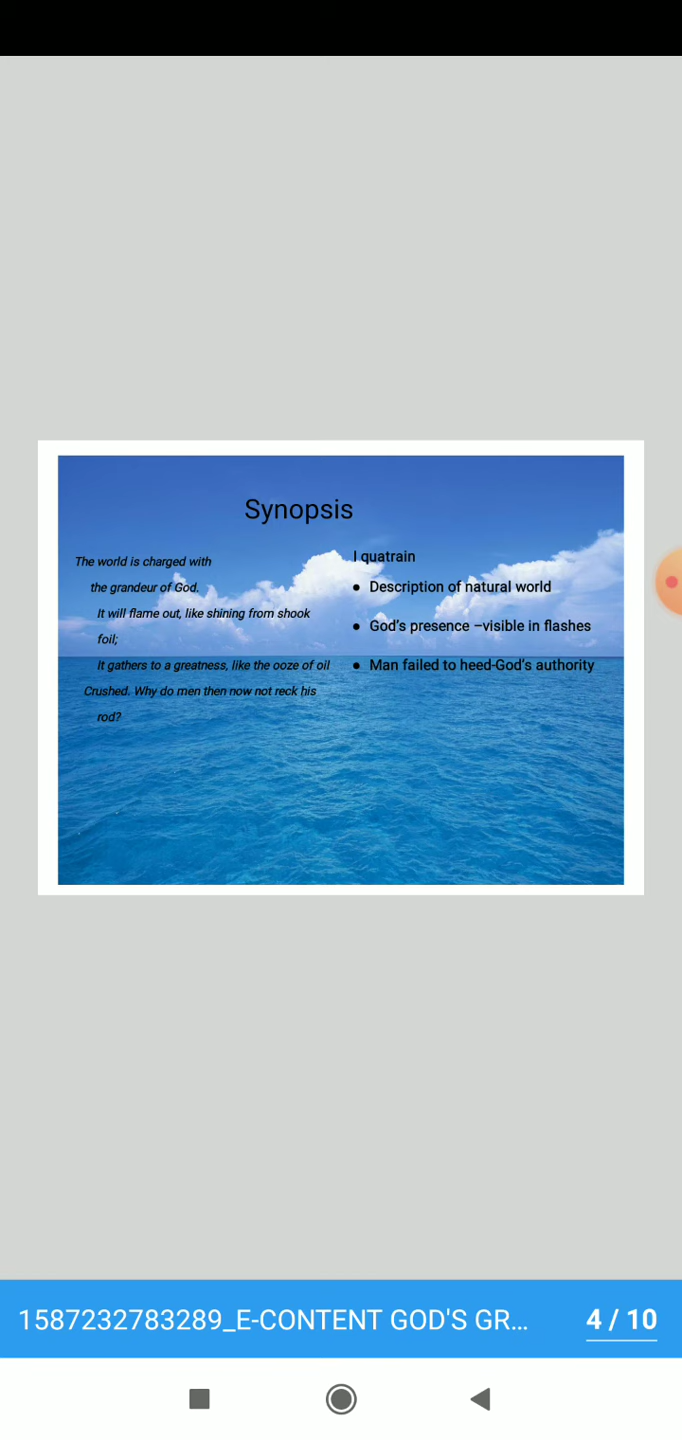 Synopsis
The world is charged with
the grandeur of God.
It will flame out, like shining from shook
foil;
It gathers to a greatness, like the ooze of oil
Crushed. Why do men then now not reck his
rod?
I quatrain
● Description of natural world
● God's presence –visible in flashes
● Man failed to heed-God's authority
1587232783289_E-CONTENT GOD'S GR...
4 / 10